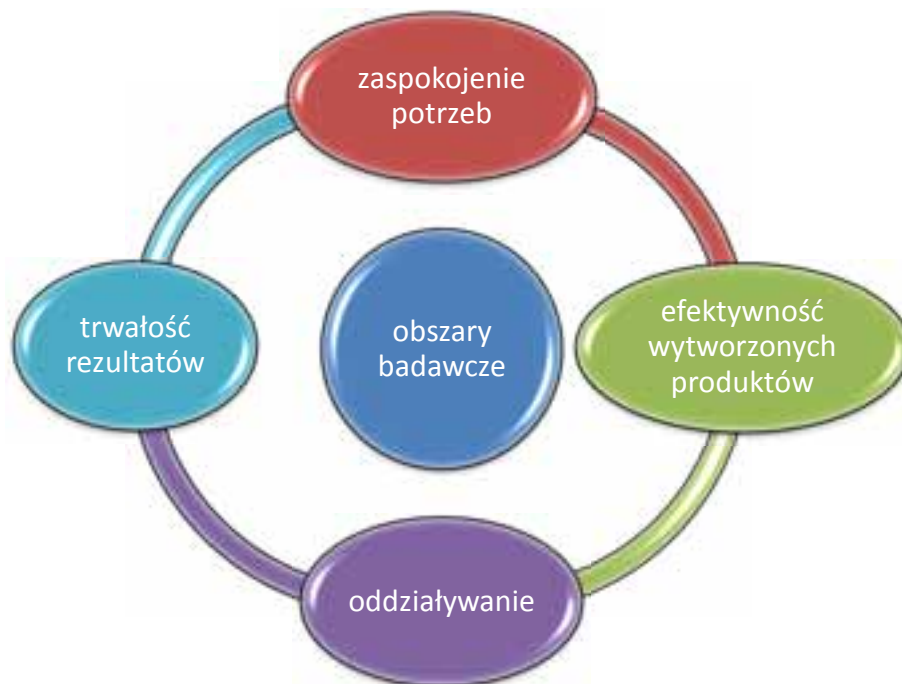 zaspokojenie
potrzeb
efektywność
wytworzonych
produktów
trwałość
rezultatów
obszary
badawcze
oddziaływanie